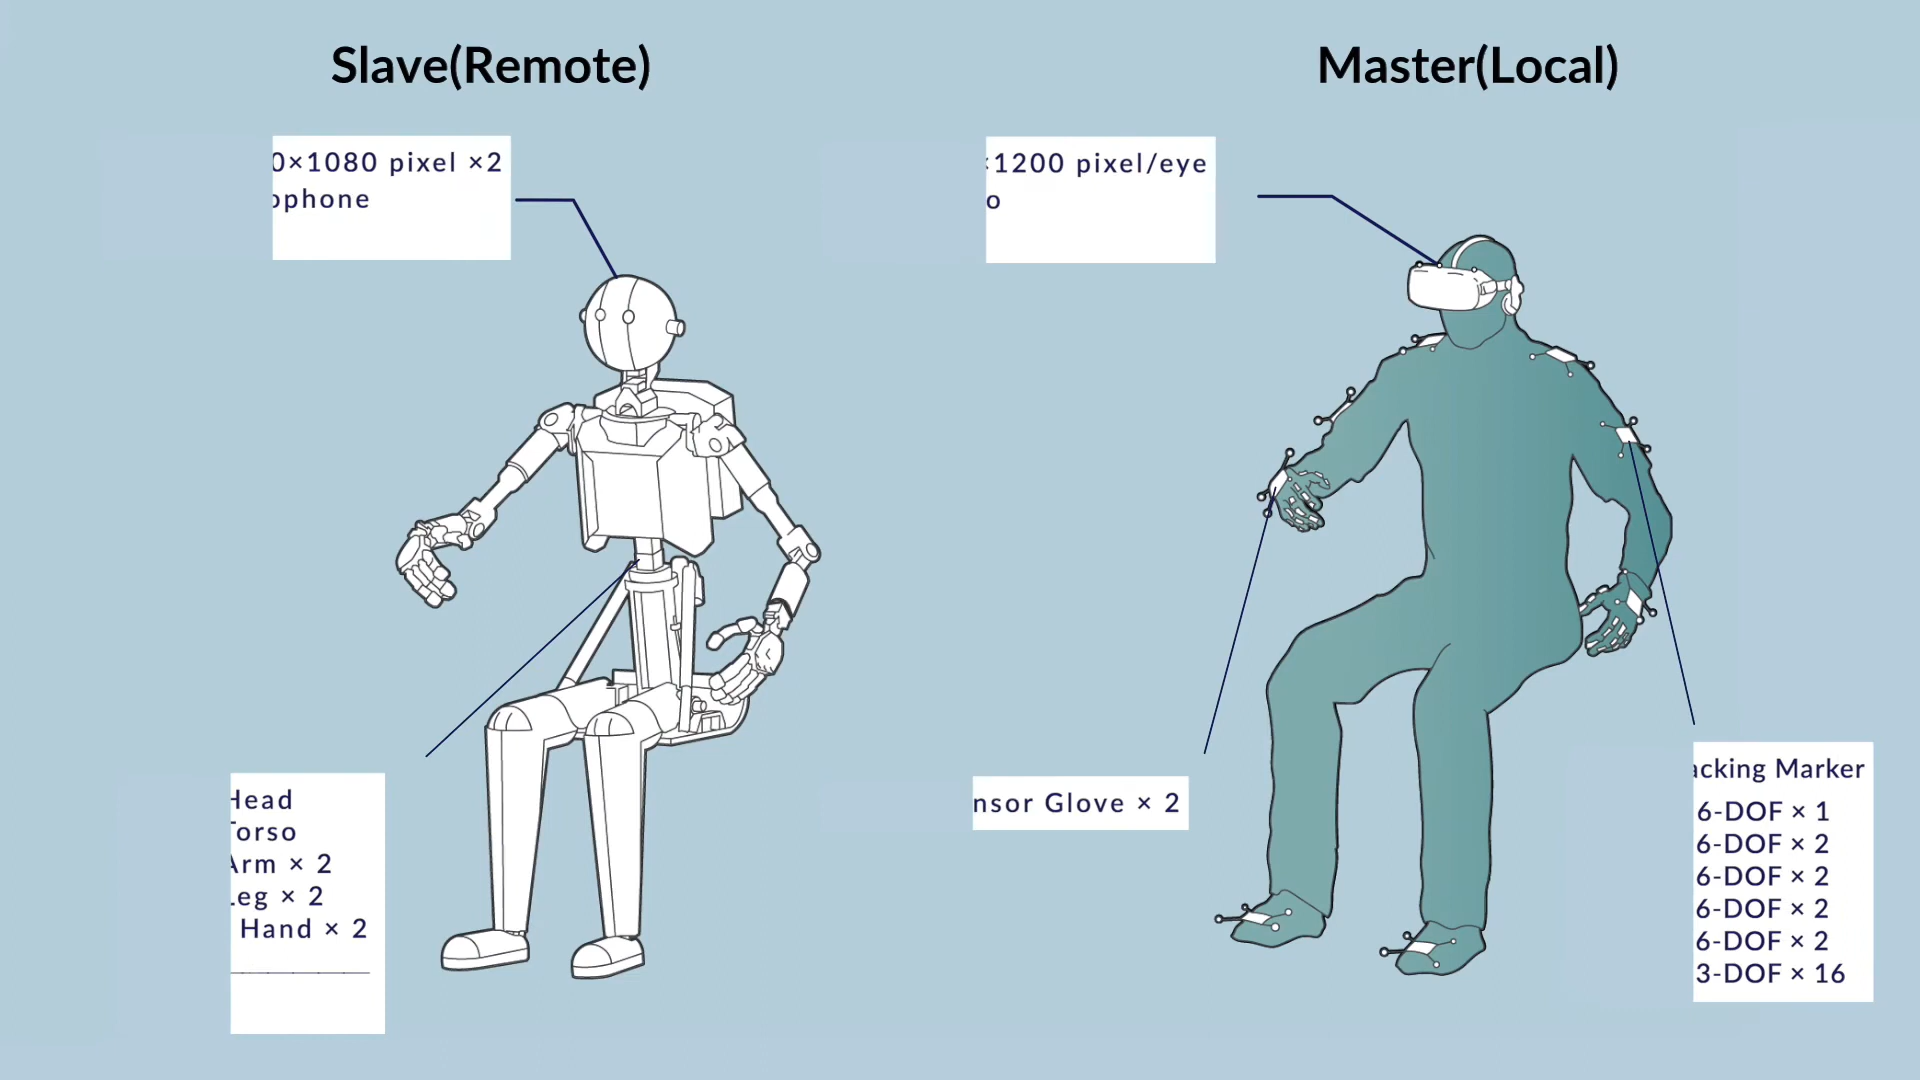 Slave(Remote)
Master(Local)
0×1080 pixel ×2
ophone
×1200 pixel/eye
o
Head
Torso
Arm × 2
Leg × 2
Hand × 2
nsor Glove × 2
acking Marker
6-DOF × 1
6-DOF × 2
6-DOF × 2
6-DOF × 2
6-DOF × 2
3-DOF × 16